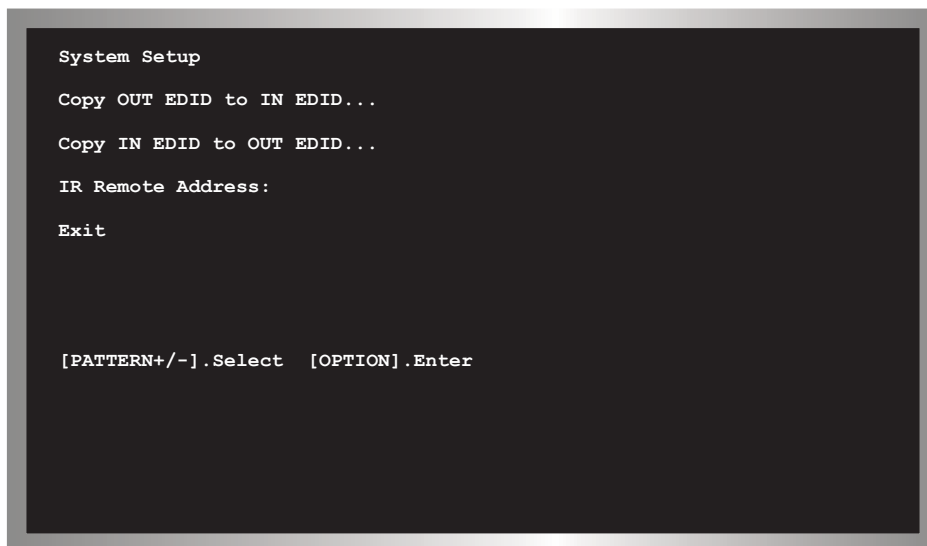 System Setup
Copy OUT EDID to IN EDID...
Copy IN EDID to OUT EDID...
IR Remote Address:
Exit
[PATTERN+/-].Select [OPTION].Enter